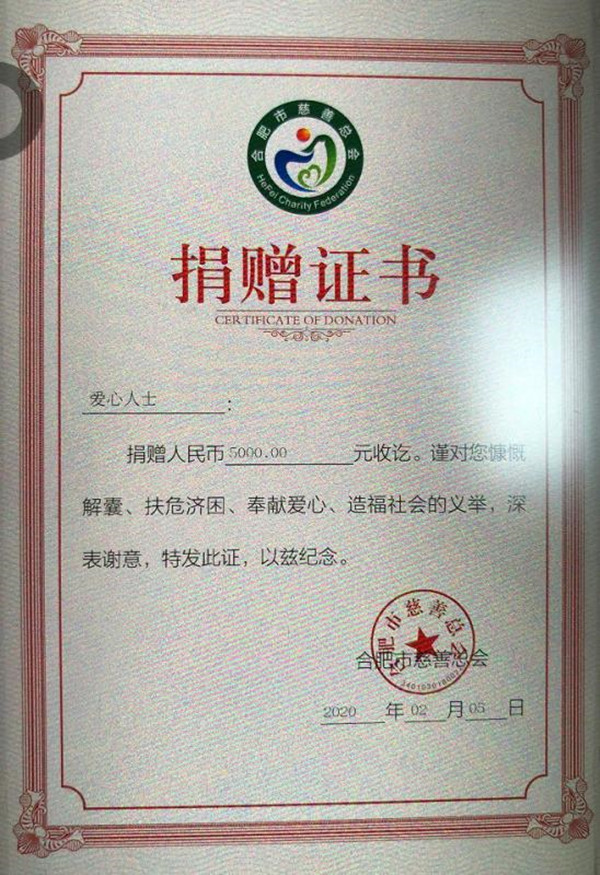 合肥市慈善总会
HeFei Charity Federation
捐赠证书
CERTIFICATE OF DONATION
爱心人士：
捐赠人民币5000.00元收讫。谨对您慷慨
解囊、扶危济困、奉献爱心、造福社会的义举，深
表谢意，特发此证，以兹纪念。
合肥市慈善总会
合肥市慈善总会
2020年02月05日